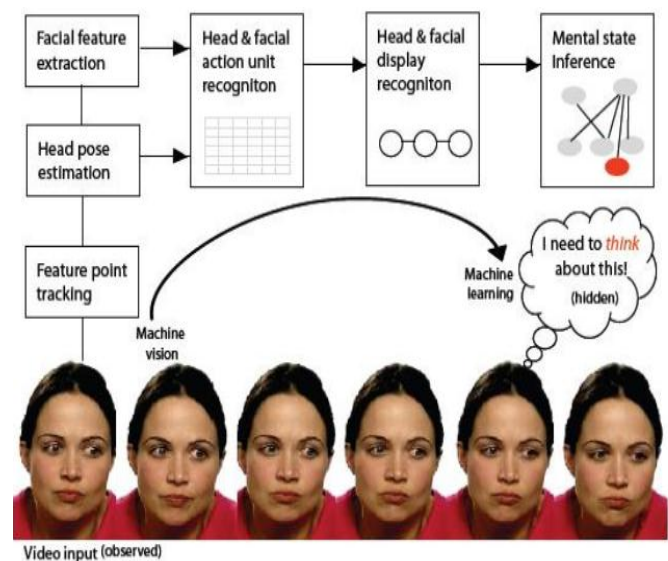 Facial feature
extraction
Head & facial
action unit
recogniton
Head & facial
display
recogniton
Mental state
inference
Head pose
estimation
Feature point
tracking
Machine
vision
Machine
learning
I need to think
about this!
(hidden)
Video input (observed)